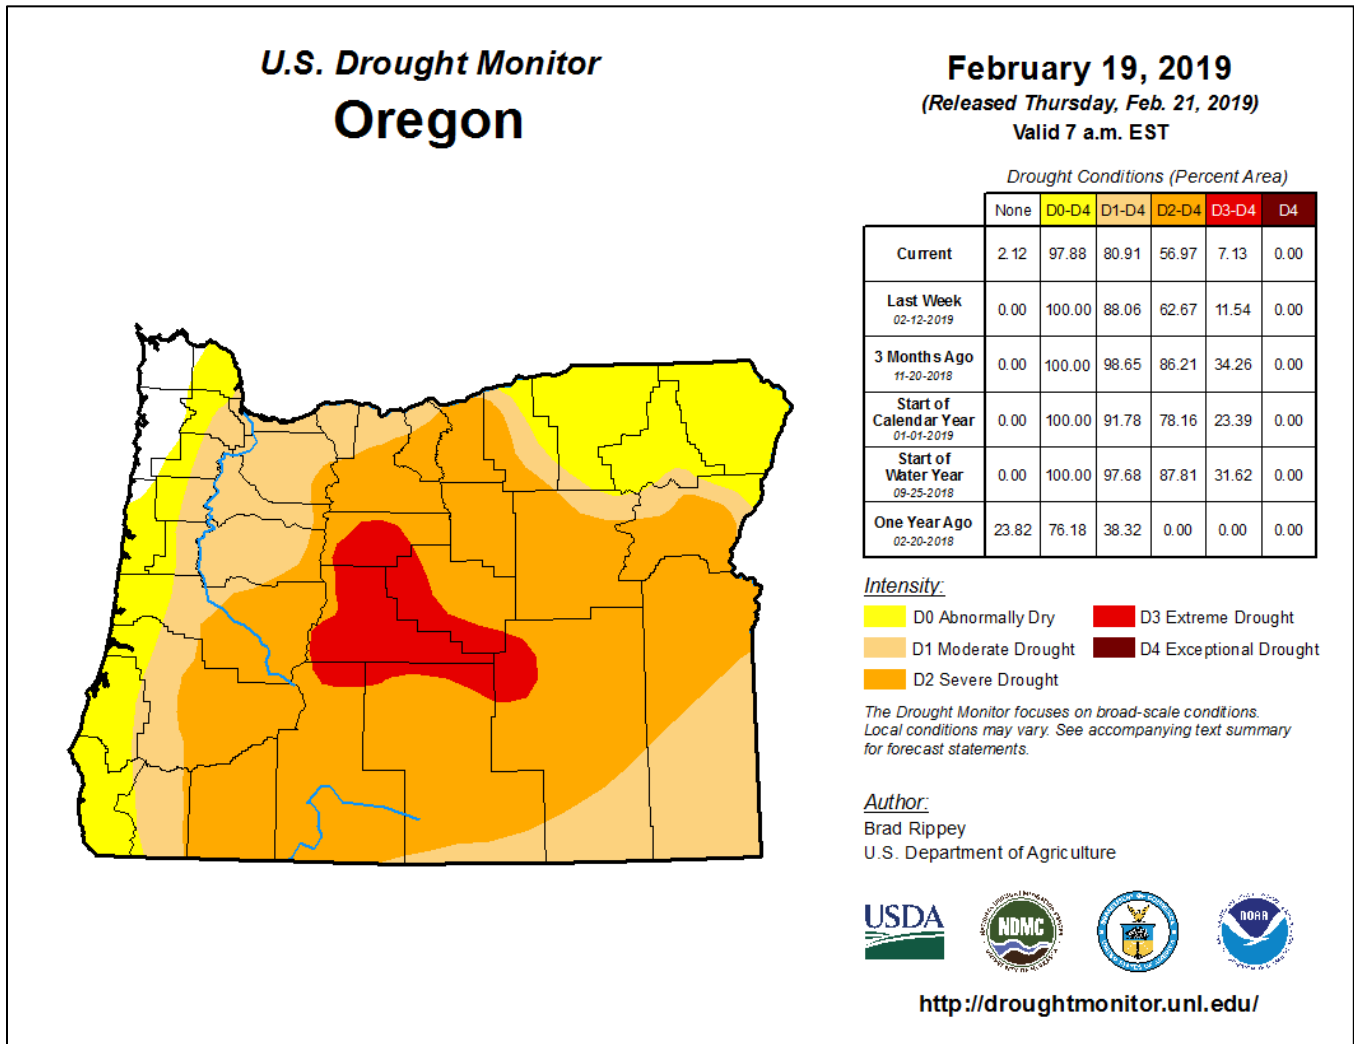 U.S. Drought Monitor
Oregon
February 19, 2019
(Released Thursday, Feb. 21, 2019)
Valid 7 a.m. EST
Drought Conditions (Percent Area)
None D0-D4 D1-D4 D2-D4 D3-D4 D4
Current 2.12 97.88 80.91 56.97 7.13 0.00
Last Week
02-12-2019
0.00 100.00 88.06 62.67 11.54 0.00
3 Months Ago
11-20-2018
0.00 100.00 98.65 86.21 34.26 0.00
Start of
Calendar Year
01-01-2019
0.00 100.00 91.78 78.16 23.39 0.00
Start of
Water Year
09-25-2018
0.00 100.00 97.68 87.81 31.62 0.00
One Year Ago
02-20-2018
23.82 76.18 38.32 0.00 0.00 0.00
Intensity:
D0 Abnormally Dry
D1 Moderate Drought
D2 Severe Drought
D3 Extreme Drought
D4 Exceptional Drought
The Drought Monitor focuses on broad-scale conditions.
Local conditions may vary. See accompanying text summary
for forecast statements.
Author:
Brad Rippey
U.S. Department of Agriculture
USDA
NDMC
NOAA
http://droughtmonitor.unl.edu/